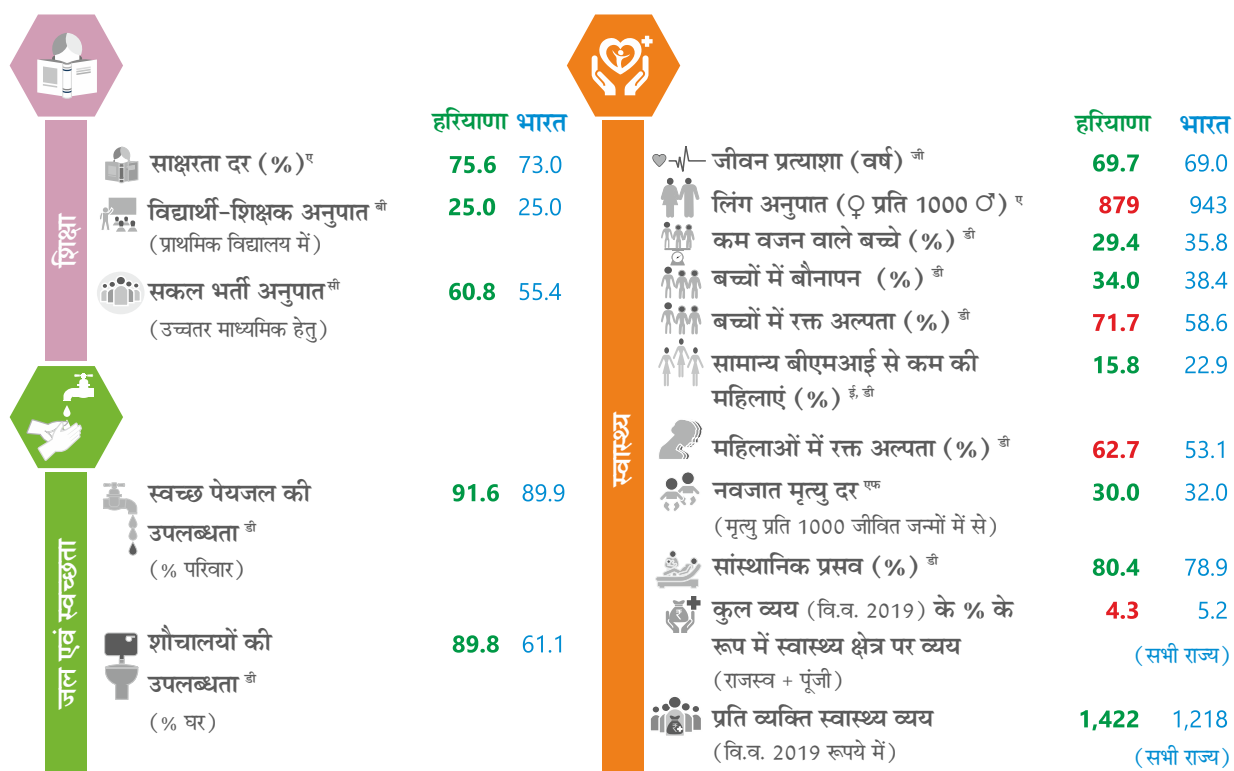 हरियाणा भारत
शिक्षा
साक्षरता दर (%)ए 75.6 73.0
विद्यार्थी-शिक्षक अनुपात बी 25.0 25.0
(प्राथमिक विद्यालय में)
सकल भर्ती अनुपात सी 60.8 55.4
(उच्चतर माध्यमिक हेतु)
जल एवं स्वच्छता
स्वच्छ पेयजल की 91.6 89.9
उपलब्धता डी
(% परिवार)
शौचालयों की 89.8 61.1
उपलब्धता डी
(% घर)
हरियाणा भारत
स्वास्थ्य
जीवन प्रत्याशा (वर्ष) जी 69.7 69.0
लिंग अनुपात (♀ प्रति 1000 ♂) ए 879 943
कम वजन वाले बच्चे (%) डी 29.4 35.8
बच्चों में बौनापन (%) डी 34.0 38.4
बच्चों में रक्त अल्पता (%) डी 71.7 58.6
सामान्य बीएमआई से कम की 15.8 22.9
महिलाएं (%) ई, डी
महिलाओं में रक्त अल्पता (%) डी 62.7 53.1
नवजात मृत्यु दर एफ 30.0 32.0
(मृत्यु प्रति 1000 जीवित जन्मों में से)
सांस्थानिक प्रसव (%) डी 80.4 78.9
कुल व्यय (वि.व. 2019) के % के 4.3 5.2
रूप में स्वास्थ्य क्षेत्र पर व्यय (सभी राज्य)
(राजस्व + पूंजी)
प्रति व्यक्ति स्वास्थ्य व्यय 1,422 1,218
(वि.व. 2019 रूपये में) (सभी राज्य)